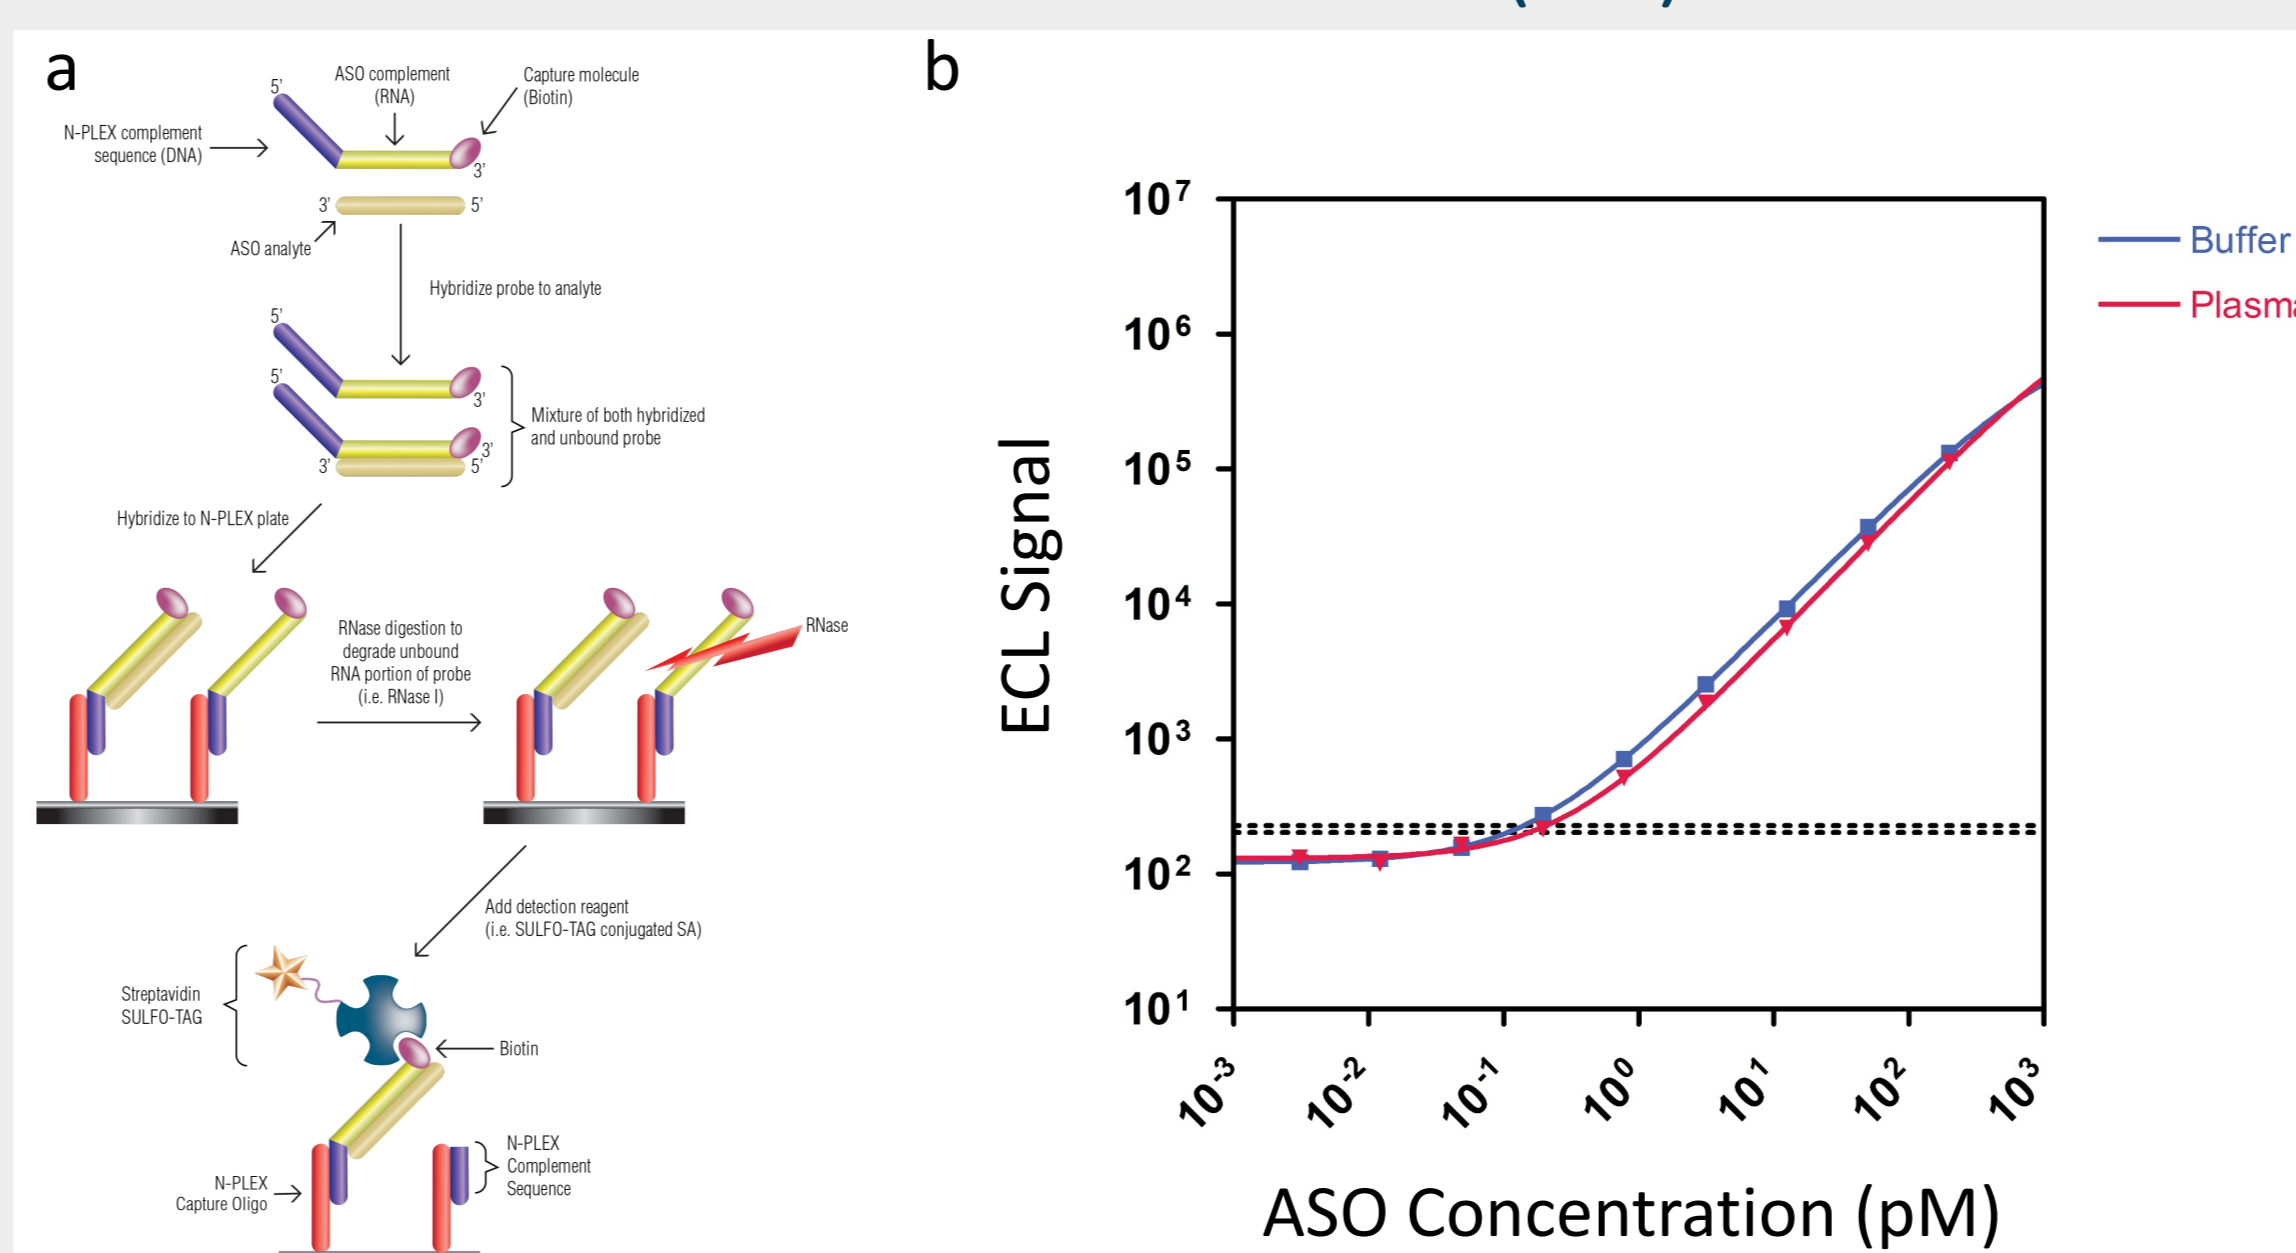 a
5'
ASO complement
(RNA)
Capture molecule
(Biotin)
N-PLEX complement
sequence (DNA)
3'
3'
5'
ASO analyte
Hybridize probe to analyte
5'
5'
3'
3'
3'
5'
Mixture of both hybridized
and unbound probe
Hybridize to N-PLEX plate
RNase digestion to
degrade unbound
RNA portion of probe
(i.e. RNase I)
RNase
Add detection reagent
(i.e. SULFO-TAG conjugated SA)
Streptavidin
SULFO-TAG
Biotin
N-PLEX
Capture Oligo
N-PLEX
Complement
Sequence
b
ECL Signal
10⁷
10⁶
10⁵
10⁴
10³
10²
10¹
10⁻³
10⁻²
10⁻¹
10⁰
10¹
10²
10³
ASO Concentration (pM)
Buffer